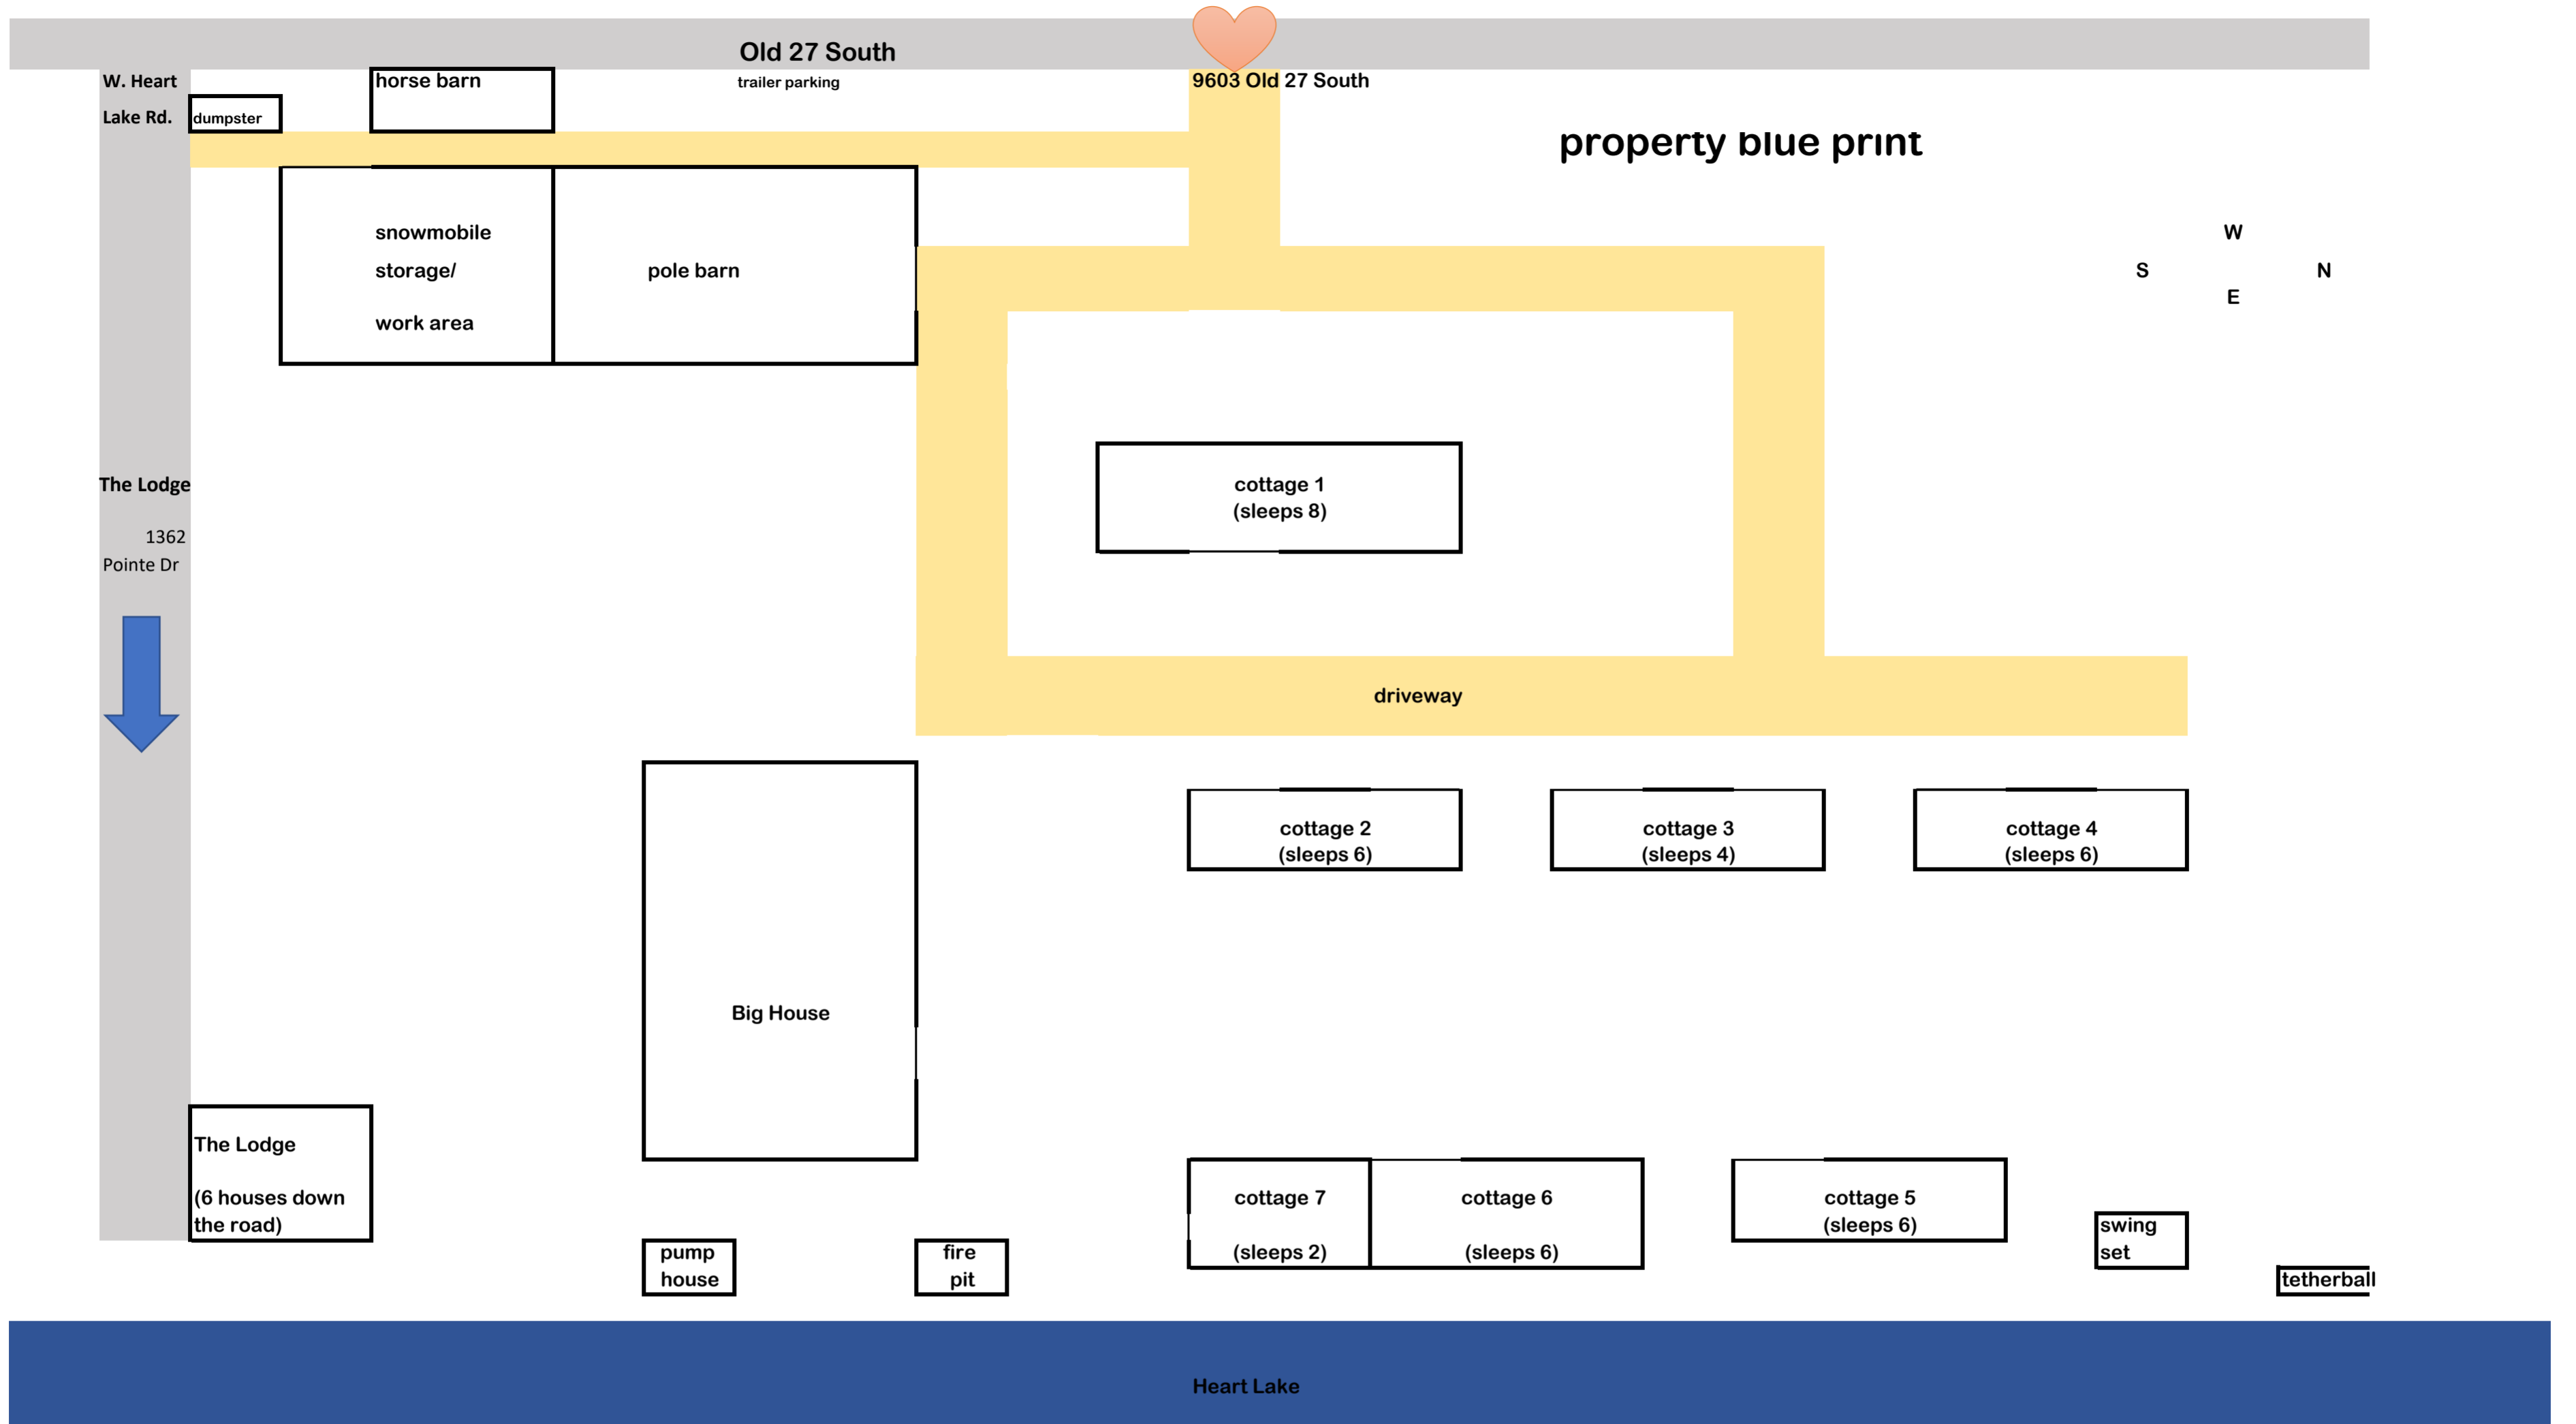 Old 27 South
W. Heart
Lake Rd.
horse barn
trailer parking
9603 Old 27 South
dumpster
property blue print
snowmobile
storage/
work area
pole barn
W
S
N
E
The Lodge
1362
Pointe Dr
cottage 1
(sleeps 8)
driveway
cottage 2
(sleeps 6)
cottage 3
(sleeps 4)
cottage 4
(sleeps 6)
Big House
The Lodge
(6 houses down
the road)
cottage 7
(sleeps 2)
cottage 6
(sleeps 6)
cottage 5
(sleeps 6)
swing
set
pump
house
fire
pit
tetherball
Heart Lake